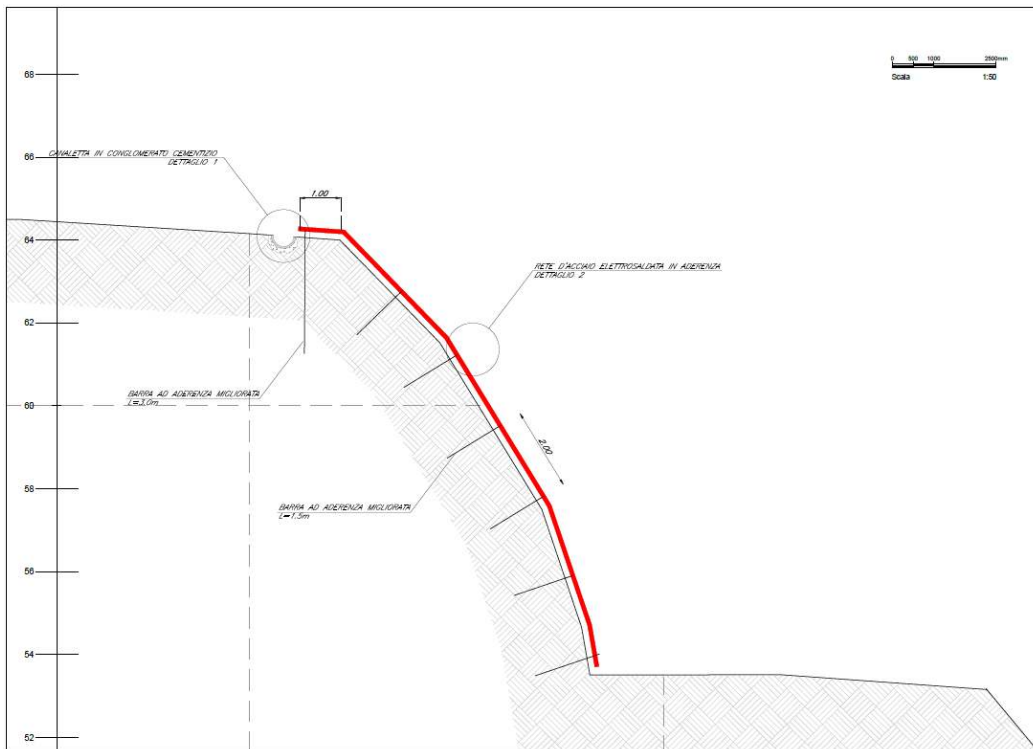 0 500 1000 2500mm
Scala 1:50
68
66
64
62
60
58
56
54
52
CANALETTA IN CONGLOMERATO CEMENTIZIO
DETTAGLIO 1
1.00
RETE D'ACCIAIO ELETTROSALDATA IN ADERENZA
DETTAGLIO 2
BARRA AD ADERENZA MIGLIORATA
L=3,0m
2.00
BARRA AD ADERENZA MIGLIORATA
L=1,5m